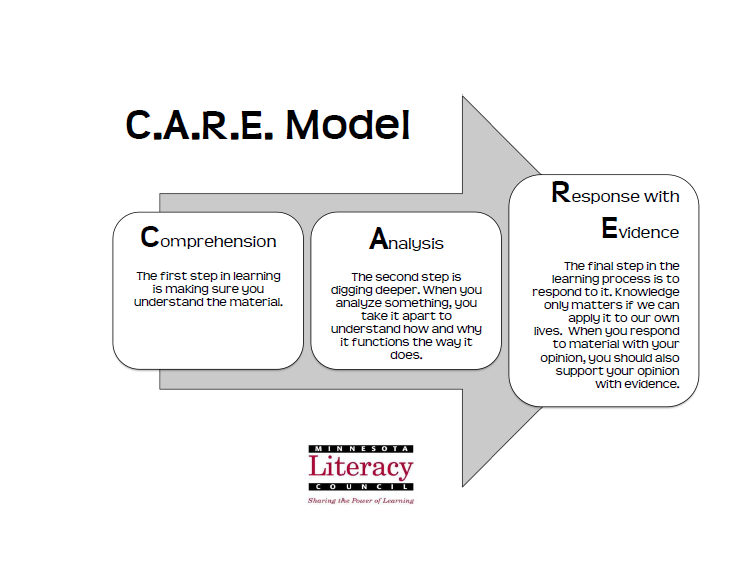 C.A.R.E. Model
Comprehension
The first step in learning
is making sure you
understand the material.
Analysis
The second step is
digging deeper. When you
analyze something, you
take it apart to
understand how and why
it functions the way it
does.
Response with
Evidence
The final step in the
learning process is to
respond to it. Knowledge
only matters if we can
apply it to our own
lives. When you respond
to material with your
opinion, you should also
support your opinion
with evidence.
MINNESOTA
Literacy
COUNCIL
Sharing the Power of Learning